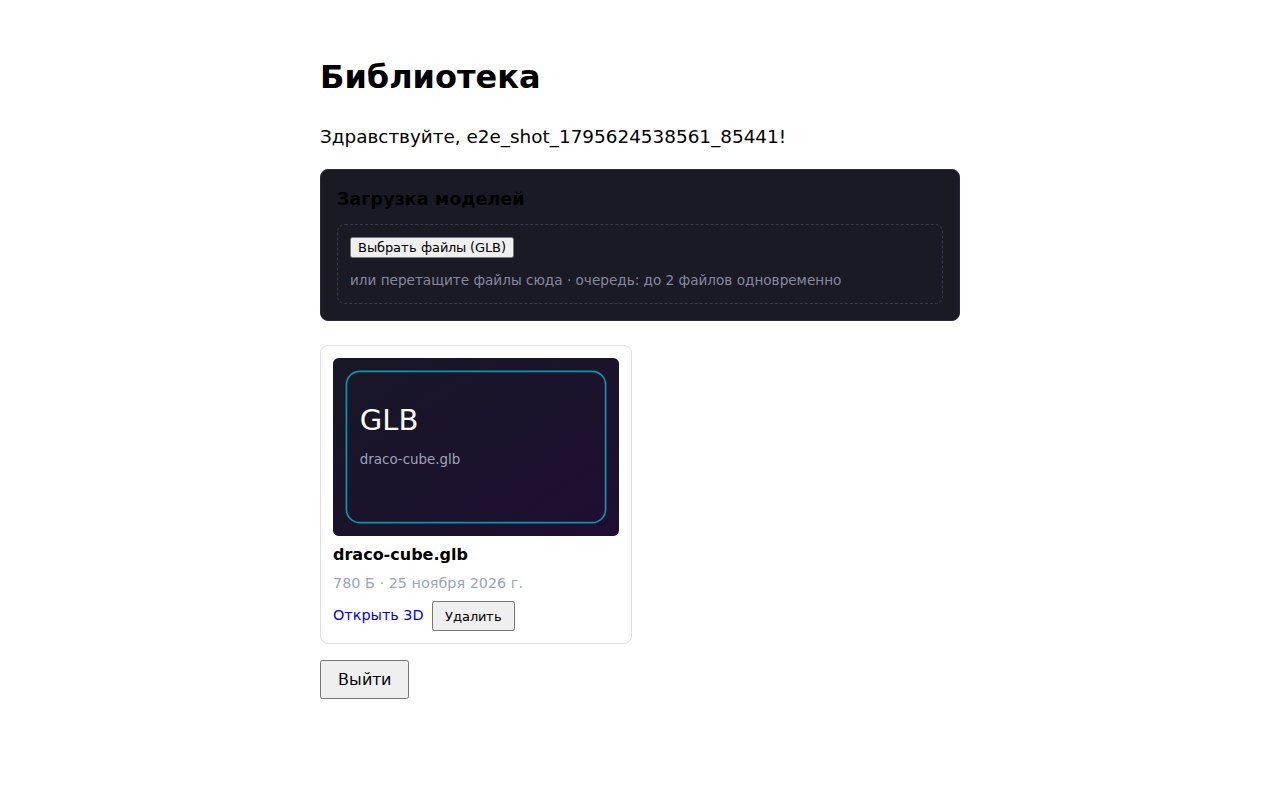 Библиотека
Здравствуйте, e2e_shot_1795624538561_85441!
Загрузка моделей
Выбрать файлы (GLB)
или перетащите файлы сюда · очередь: до 2 файлов одновременно
GLB
draco-cube.glb
draco-cube.glb
780 Б · 25 ноября 2026 г.
Открыть 3D Удалить
Выйти